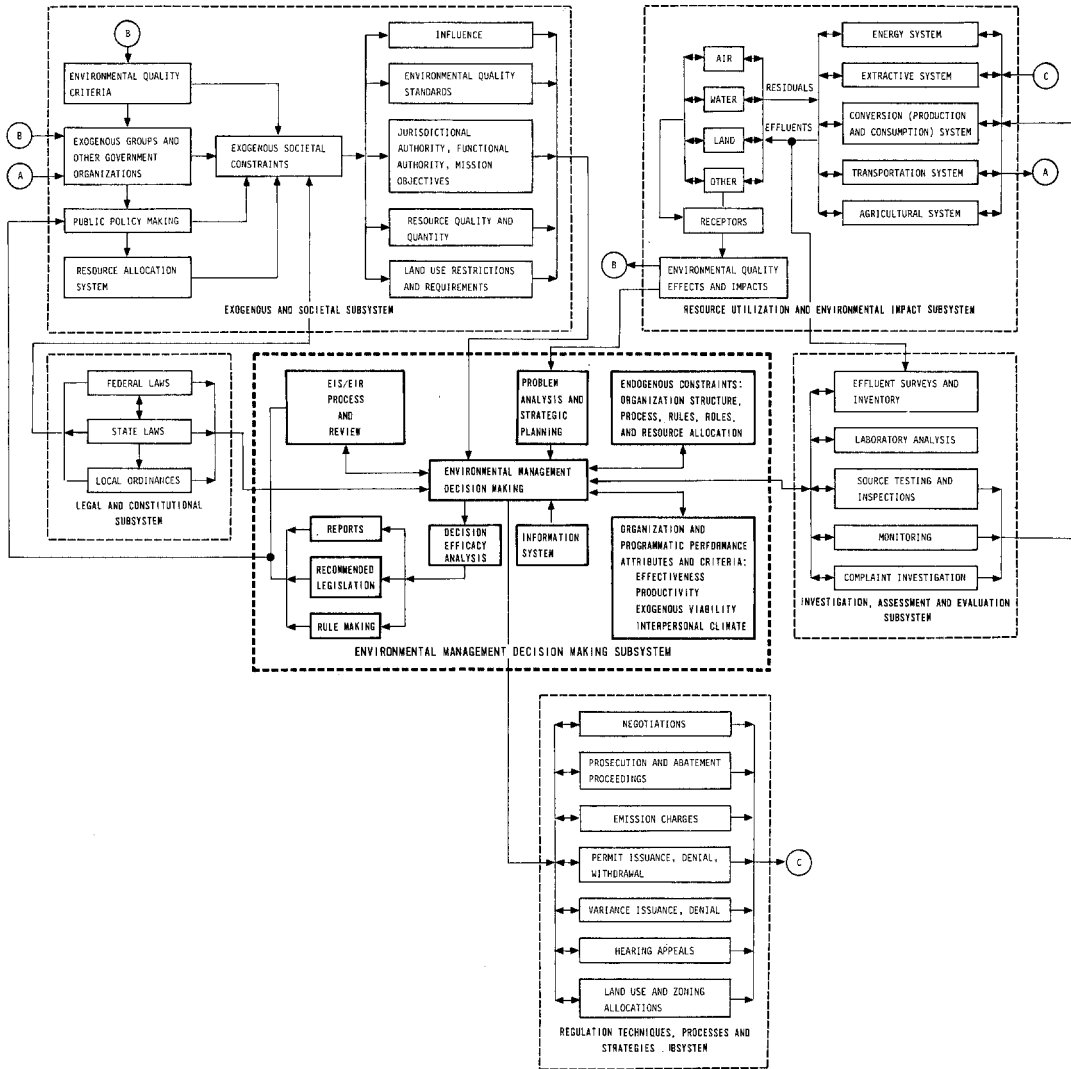 B
ENVIRONMENTAL QUALITY
CRITERIA
B
A
EXOGENOUS GROUPS AND
OTHER GOVERNMENT
ORGANIZATIONS
PUBLIC POLICY MAKING
RESOURCE ALLOCATION
SYSTEM
EXOGENOUS SOCIETAL
CONSTRAINTS
INFLUENCE
ENVIRONMENTAL QUALITY
STANDARDS
JURISDICTIONAL
AUTHORITY, FUNCTIONAL
AUTHORITY, MISSION
OBJECTIVES
RESOURCE QUALITY AND
QUANTITY
LAND USE RESTRICTIONS
AND REQUIREMENTS
EXOGENOUS AND SOCIETAL SUBSYSTEM
AIR
WATER
LAND
OTHER
RECEPTORS
RESIDUALS
EFFLUENTS
B
ENVIRONMENTAL QUALITY
EFFECTS AND IMPACTS
ENERGY SYSTEM
EXTRACTIVE SYSTEM
CONVERSION (PRODUCTION
AND CONSUMPTION) SYSTEM
TRANSPORTATION SYSTEM
AGRICULTURAL SYSTEM
C
A
RESOURCE UTILIZATION AND ENVIRONMENTAL IMPACT SUBSYSTEM
FEDERAL LAWS
STATE LAWS
LOCAL ORDINANCES
LEGAL AND CONSTITUTIONAL
SUBSYSTEM
EIS/EIR
PROCESS
AND
REVIEW
PROBLEM
ANALYSIS AND
STRATEGIC
PLANNING
ENDOGENOUS CONSTRAINTS:
ORGANIZATION STRUCTURE,
PROCESS, RULES, ROLES,
AND RESOURCE ALLOCATION
ENVIRONMENTAL MANAGEMENT
DECISION MAKING
REPORTS
RECOMMENDED
LEGISLATION
RULE MAKING
DECISION
EFFICACY
ANALYSIS
INFORMATION
SYSTEM
ORGANIZATION AND
PROGRAMMATIC PERFORMANCE
ATTRIBUTES AND CRITERIA:
EFFECTIVENESS
PRODUCTIVITY
EXOGENOUS VIABILITY
INTERPERSONAL CLIMATE
ENVIRONMENTAL MANAGEMENT DECISION MAKING SUBSYSTEM
EFFLUENT SURVEYS AND
INVENTORY
LABORATORY ANALYSIS
SOURCE TESTING AND
INSPECTIONS
MONITORING
COMPLAINT INVESTIGATION
INVESTIGATION, ASSESSMENT AND EVALUATION
SUBSYSTEM
NEGOTIATIONS
PROSECUTION AND ABATEMENT
PROCEEDINGS
EMISSION CHARGES
PERMIT ISSUANCE, DENIAL,
WITHDRAWAL
C
VARIANCE ISSUANCE, DENIAL
HEARING APPEALS
LAND USE AND ZONING
ALLOCATIONS
REGULATION TECHNIQUES, PROCESSES AND
STRATEGIES